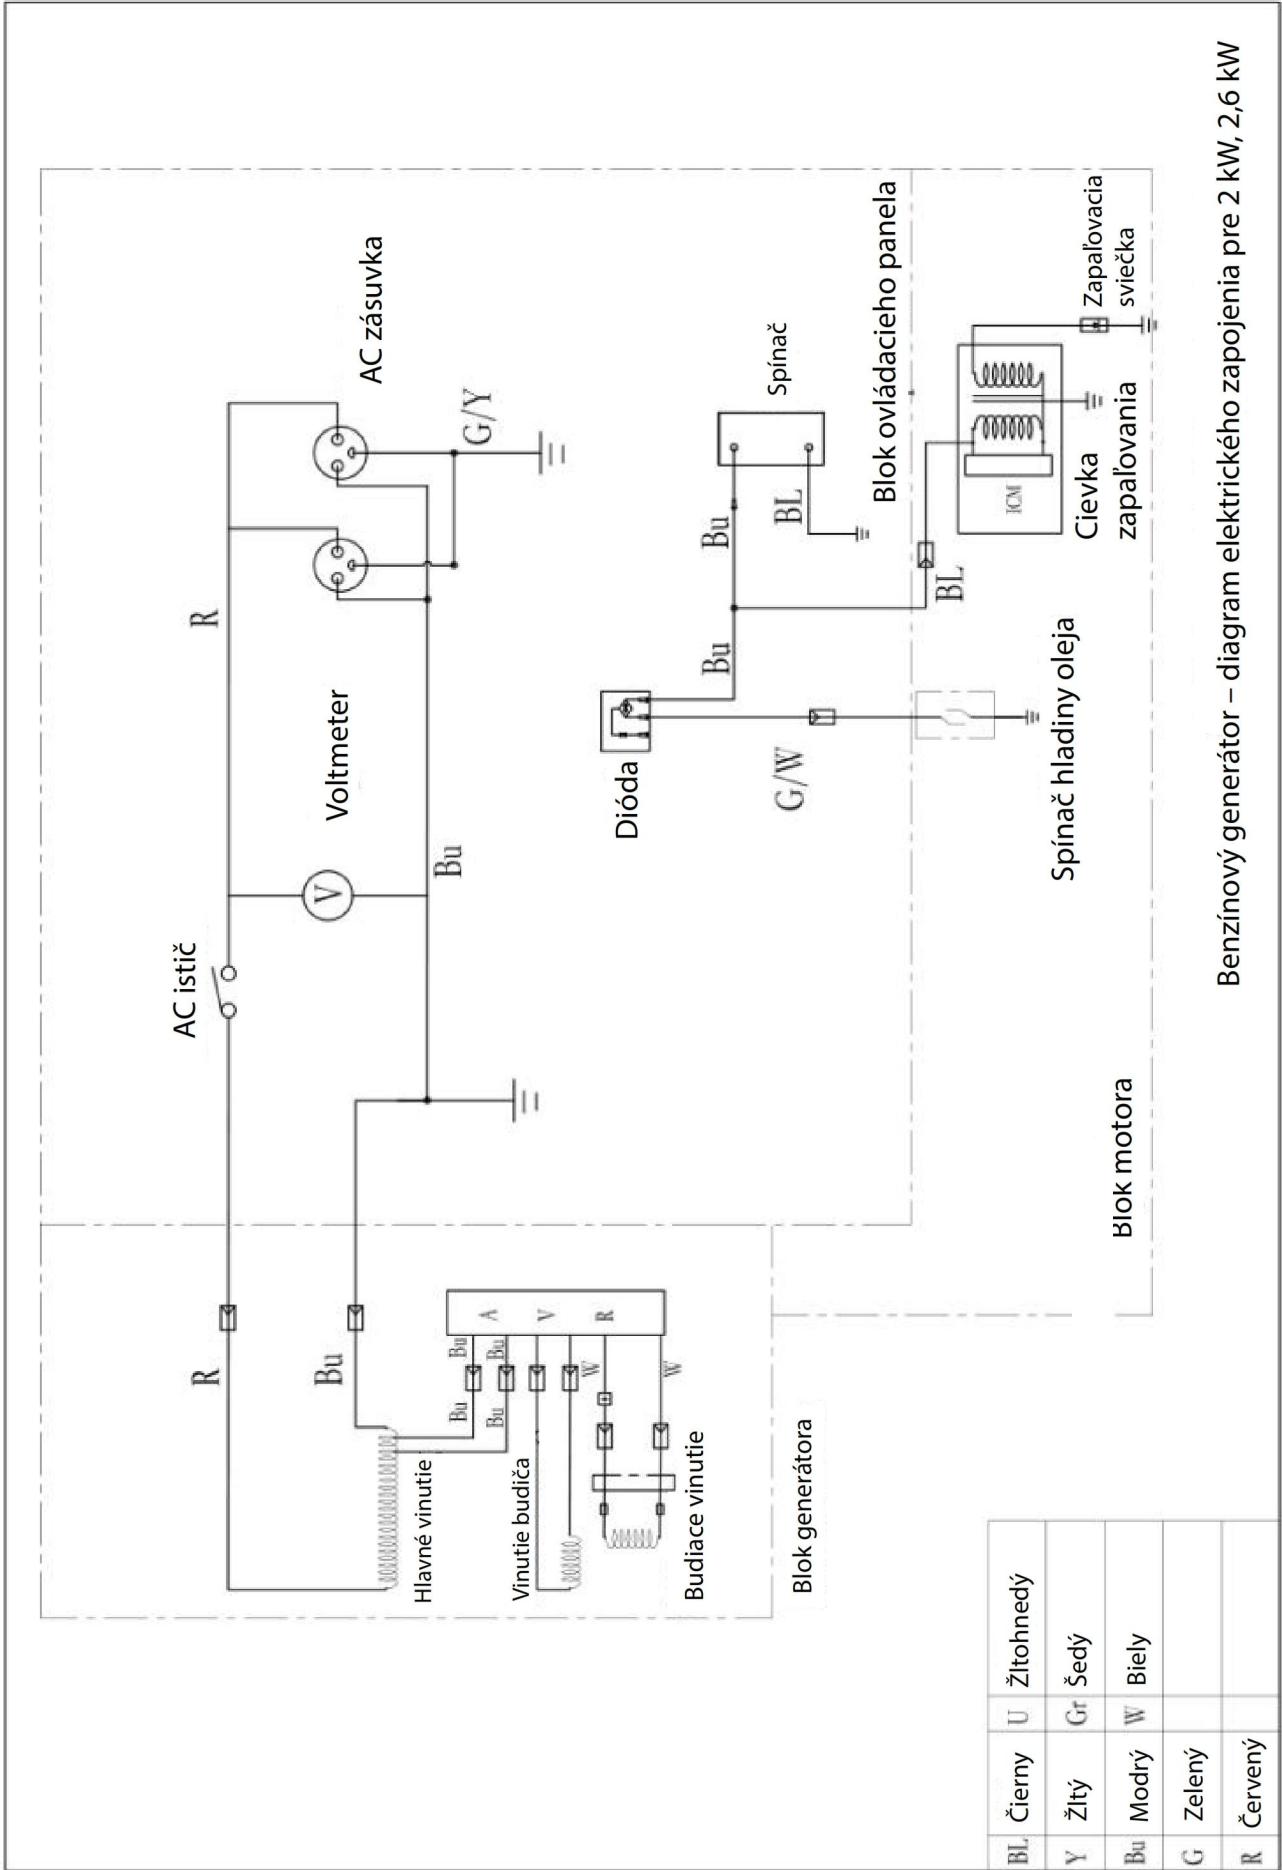 AC istič
R
Voltmeter
V
Bu
AC zásuvka
G/Y
R
Bu
Hlavné vinutie
Bu
Bu
Bu
Bu
A
V
R
W
W
Vinutie budiča
Budiace vinutie
Blok generátora
Dióda
G/W
Bu
Bu
BL
Spínač
Blok ovládacieho panela
BL
ICM
Cievka
zapaľovania
Zapaľovacia
sviečka
Spínač hladiny oleja
Blok motora
BL Čierny U Žltohnedý
Y Žltý Gr Šedý
Bu Modrý W Biely
G Zelený
R Červený
Benzínový generátor – diagram elektrického zapojenia pre 2 kW, 2,6 kW